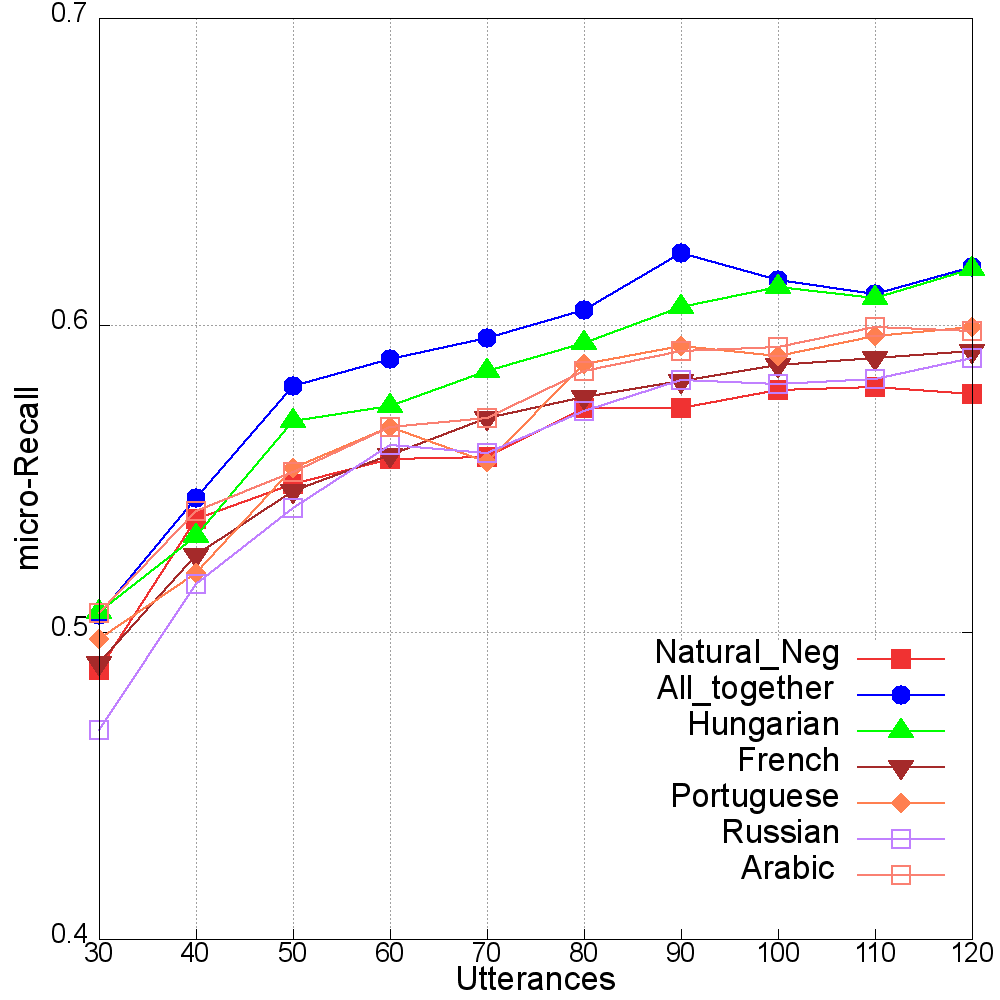 0.7
0.6
0.5
0.4
micro-Recall
Natural_Neg
All_together
Hungarian
French
Portuguese
Russian
Arabic
30 40 50 60 70 80 90 100 110 120
Utterances